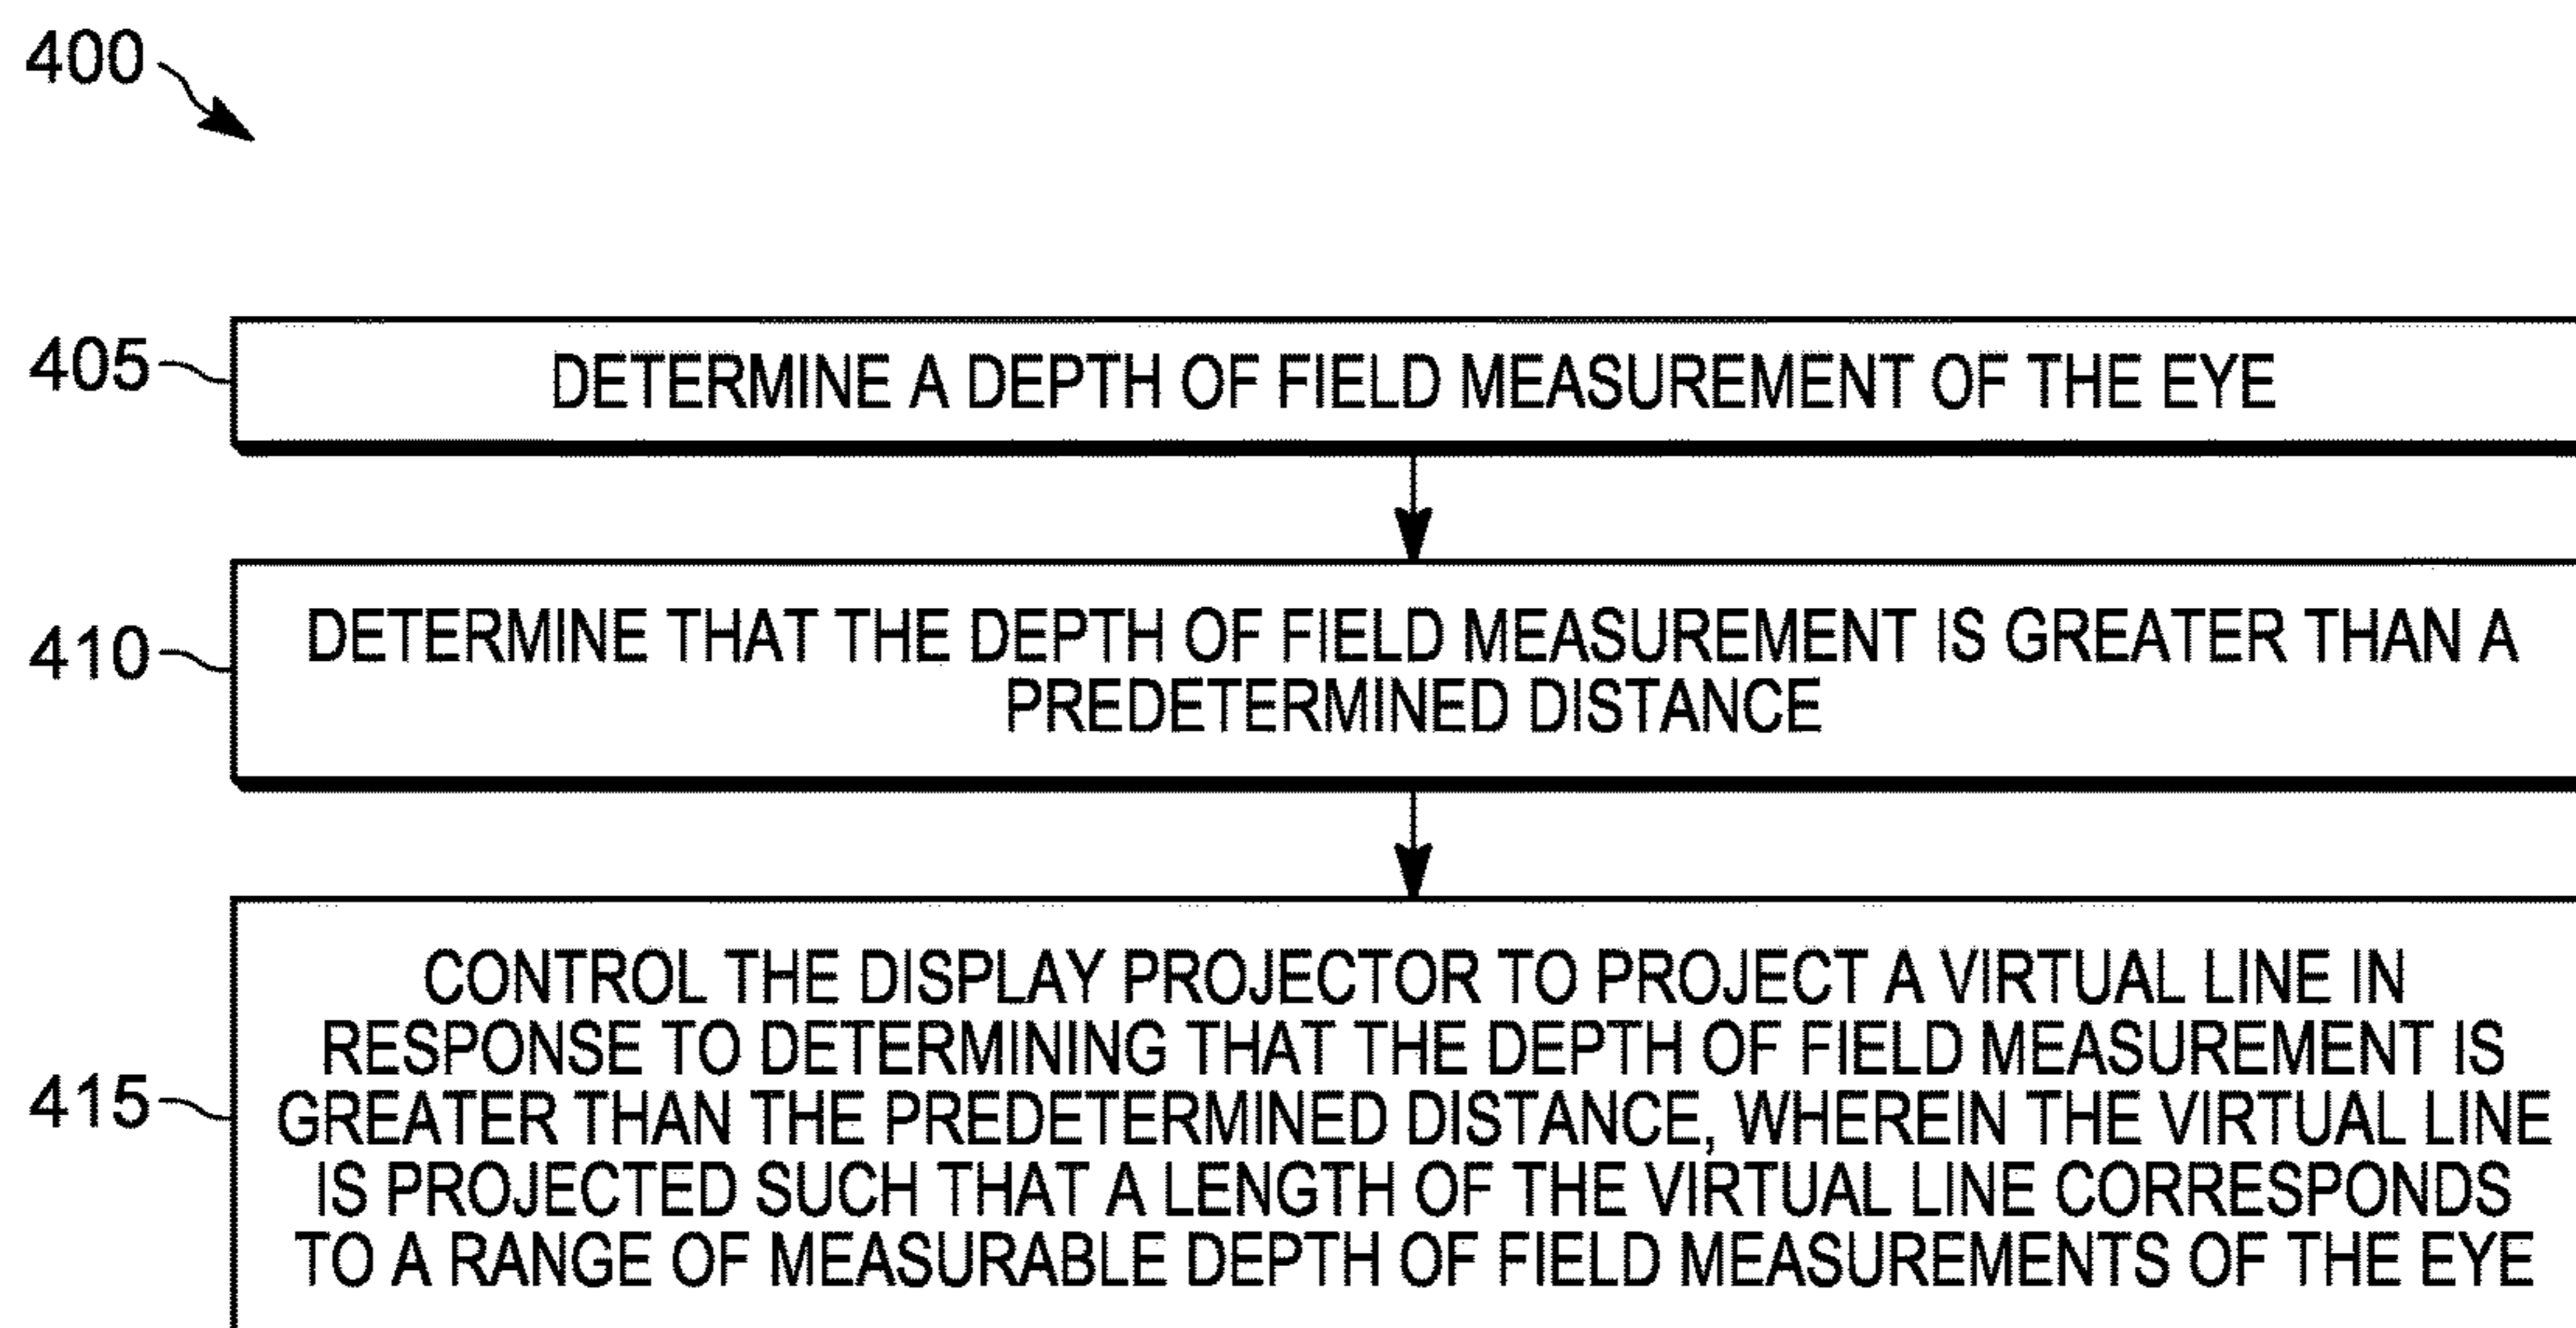 400
405
DETERMINE A DEPTH OF FIELD MEASUREMENT OF THE EYE
410
DETERMINE THAT THE DEPTH OF FIELD MEASUREMENT IS GREATER THAN A
PREDETERMINED DISTANCE
415
CONTROL THE DISPLAY PROJECTOR TO PROJECT A VIRTUAL LINE IN
RESPONSE TO DETERMINING THAT THE DEPTH OF FIELD MEASUREMENT IS
GREATER THAN THE PREDETERMINED DISTANCE, WHEREIN THE VIRTUAL LINE
IS PROJECTED SUCH THAT A LENGTH OF THE VIRTUAL LINE CORRESPONDS
TO A RANGE OF MEASURABLE DEPTH OF FIELD MEASUREMENTS OF THE EYE